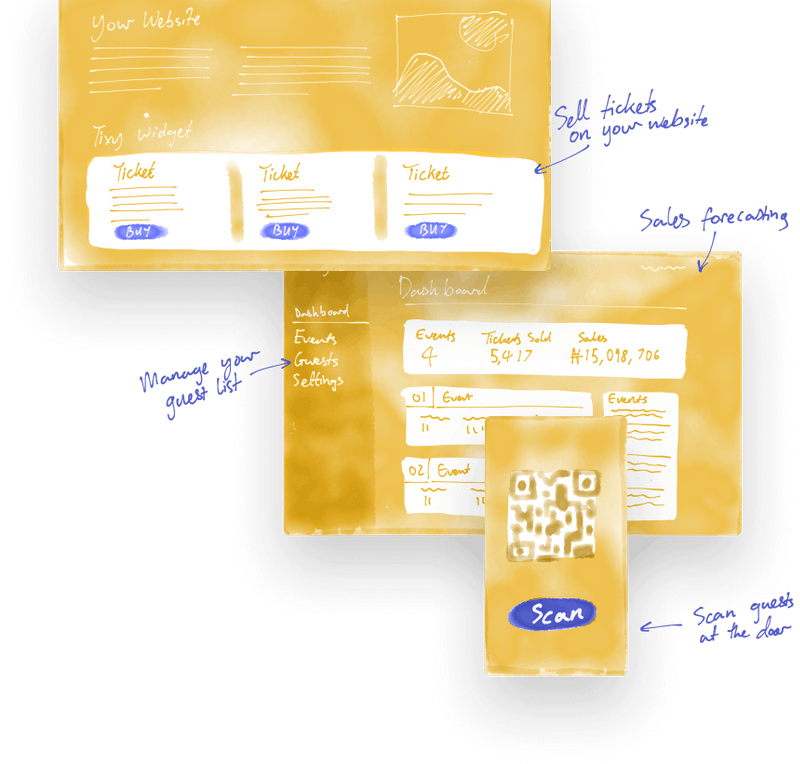 Your Website
Tixy Widget
Ticket
Ticket
Ticket
BUY
BUY
BUY
Sell tickets
on your website
Sales forecasting
Dashboard
Dashboard
Events
Guests
Settings
Manage your
guest list
Events
Tickets Sold
Sales
4
5,417
₦15,098,706
01
Event
02
Event
Events
Scan
Scan guests
at the door